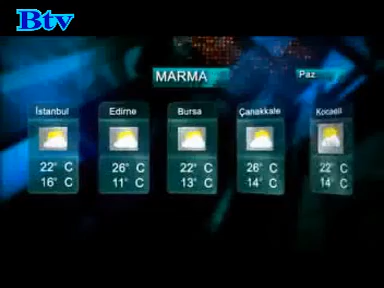 Btv
MARMA
Paz
İstanbul Edirne Bursa Çanakkale Kocaeli
22° C 26° C 22° C 26° C 22° C
16° C 11° C 13° C 14° C 14° C